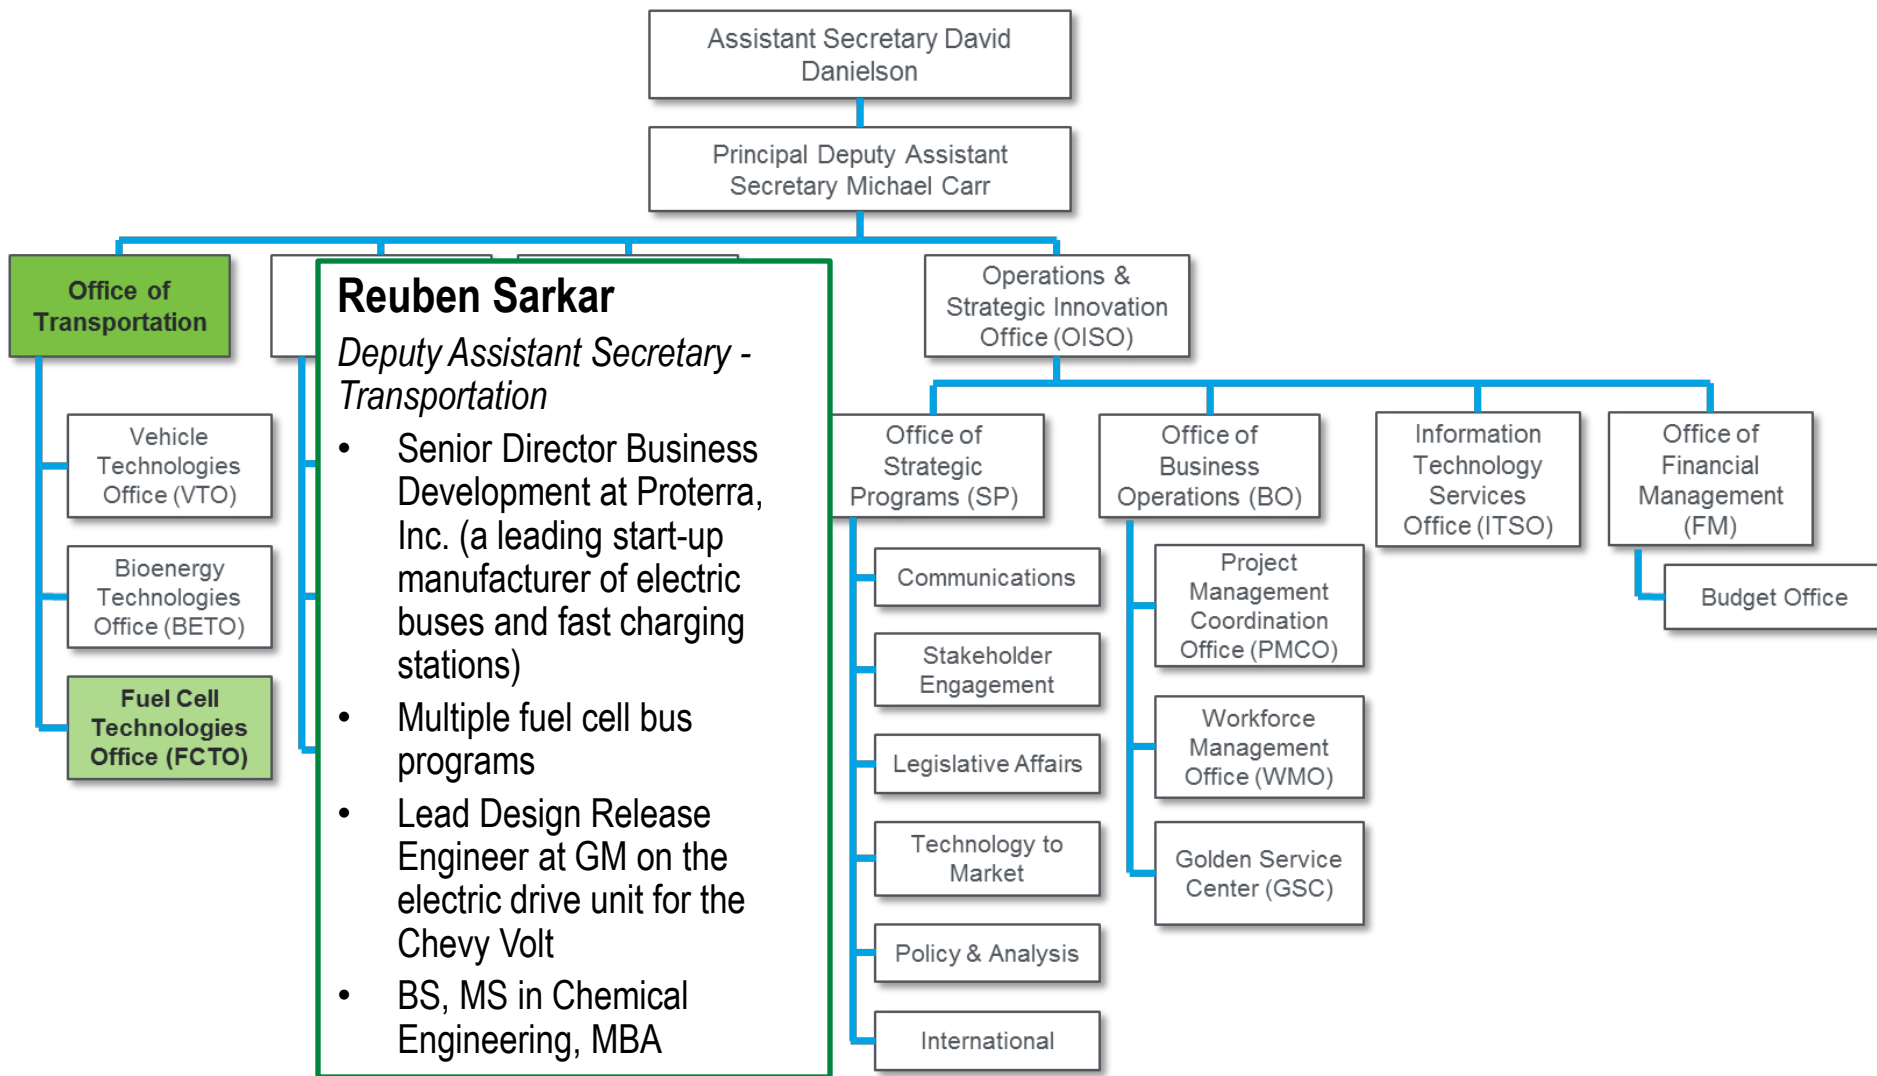 Assistant Secretary David
Danielson
Principal Deputy Assistant
Secretary Michael Carr
Office of
Transportation
Vehicle
Technologies
Office (VTO)
Bioenergy
Technologies
Office (BETO)
Fuel Cell
Technologies
Office (FCTO)
Reuben Sarkar
Deputy Assistant Secretary -
Transportation
• Senior Director Business
Development at Proterra,
Inc. (a leading start-up
manufacturer of electric
buses and fast charging
stations)
• Multiple fuel cell bus
programs
• Lead Design Release
Engineer at GM on the
electric drive unit for the
Chevy Volt
• BS, MS in Chemical
Engineering, MBA
Operations &
Strategic Innovation
Office (OISO)
Office of
Strategic
Programs (SP)
Communications
Stakeholder
Engagement
Legislative Affairs
Technology to
Market
Policy & Analysis
International
Office of
Business
Operations (BO)
Project
Management
Coordination
Office (PMCO)
Workforce
Management
Office (WMO)
Golden Service
Center (GSC)
Information
Technology
Services
Office (ITSO)
Office of
Financial
Management
(FM)
Budget Office